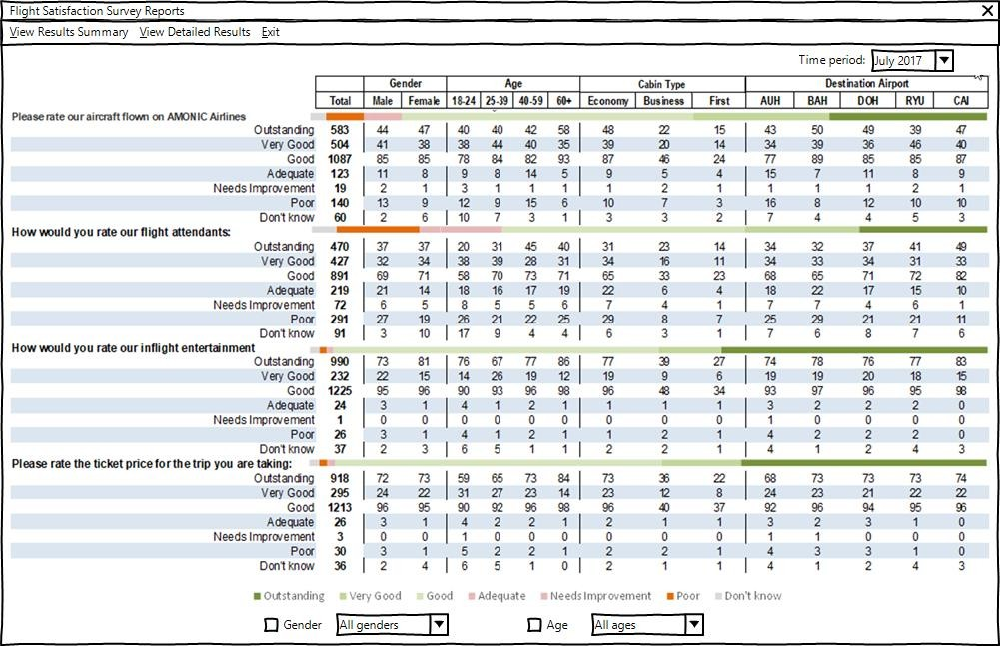 Flight Satisfaction Survey Reports
View Results Summary View Detailed Results Exit
Time period: July 2017
Gender Age Cabin Type Destination Airport
Total Male Female 18-24 25-39 40-59 60+ Economy Business First AUH BAH DOH RYU CAI
Please rate our aircraft flown on AMONIC Airlines
Outstanding 583 44 47 40 40 42 58 48 22 15 43 50 49 39 47
Very Good 504 41 38 38 44 40 35 39 20 14 34 39 36 46 40
Good 1087 85 85 78 84 82 93 87 46 24 77 89 85 85 87
Adequate 123 11 8 9 8 14 5 9 5 4 15 7 11 8 9
Needs Improvement 19 2 1 3 1 1 1 1 2 1 1 1 1 2 1
Poor 140 13 9 12 9 15 6 10 7 3 16 8 12 10 10
Don't know 60 2 6 10 7 3 1 3 3 2 7 4 4 5 3
How would you rate our flight attendants:
Outstanding 470 37 37 20 31 45 40 31 23 14 34 32 37 41 49
Very Good 427 32 34 38 39 28 31 34 16 11 34 33 34 31 33
Good 891 69 71 58 70 73 71 65 33 23 68 65 71 72 82
Adequate 219 21 14 18 16 17 19 22 6 4 18 22 17 15 10
Needs Improvement 72 6 5 8 5 5 6 7 4 1 7 7 4 6 1
Poor 291 27 19 26 21 22 25 29 8 7 25 29 21 21 11
Don't know 91 3 10 17 9 4 4 6 3 1 7 6 8 7 6
How would you rate our inflight entertainment
Outstanding 990 73 81 76 67 77 86 77 39 27 74 78 76 77 83
Very Good 232 22 15 14 26 19 12 19 9 6 19 19 20 18 15
Good 1225 95 96 90 93 96 98 96 48 34 93 97 96 95 98
Adequate 24 3 1 4 1 2 1 1 1 1 3 2 2 2 0
Needs Improvement 1 0 0 0 0 0 0 0 0 0 1 0 0 0 0
Poor 26 3 1 4 1 2 1 1 2 1 4 2 2 2 0
Don't know 37 2 3 6 5 1 1 2 2 1 4 1 2 4 3
Please rate the ticket price for the trip you are taking:
Outstanding 918 72 73 59 65 73 84 73 36 22 68 73 73 73 74
Very Good 295 24 22 31 27 23 14 23 12 8 24 23 21 22 22
Good 1213 96 95 90 92 96 98 96 40 37 92 96 94 95 96
Adequate 26 3 1 4 2 2 1 2 1 1 3 2 3 1 0
Needs Improvement 3 0 0 1 0 0 0 0 0 0 1 1 0 0 0
Poor 30 3 1 5 2 2 1 2 1 1 4 3 3 1 0
Don't know 36 2 4 6 5 1 0 2 1 1 4 1 2 4 3
Outstanding Very Good Good Adequate Needs Improvement Poor Don't know
Gender All genders Age All ages